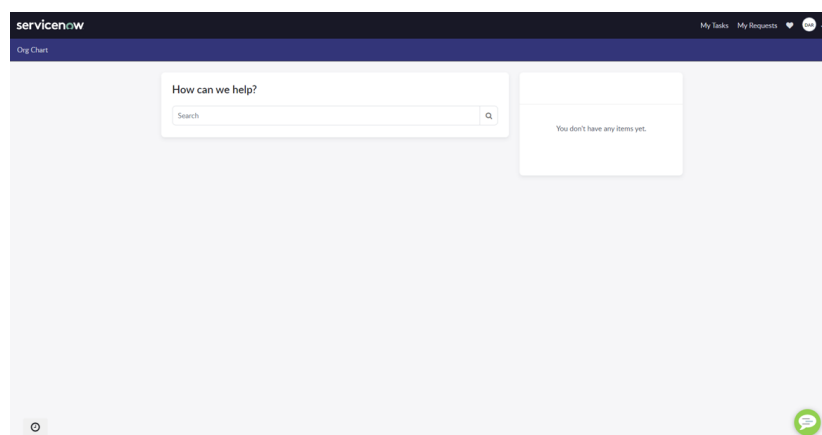 servicenow
My Tasks My Requests DAR
Org Chart
How can we help?
Search
You don't have any items yet.